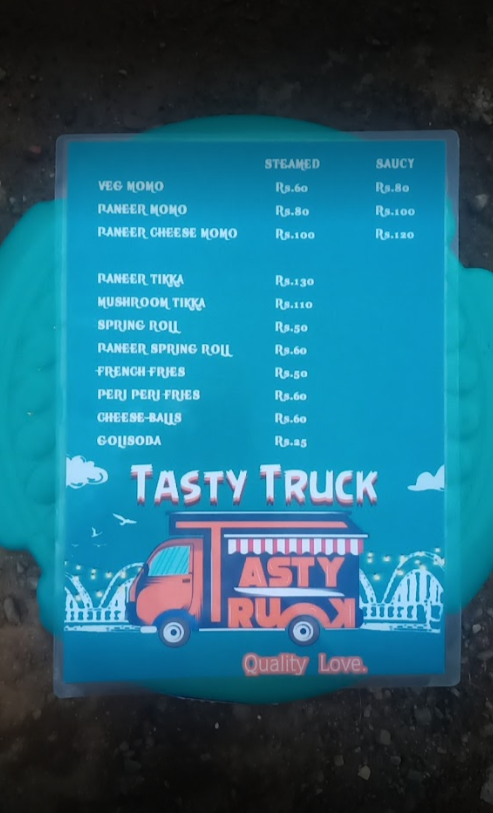 STEAMED SAUCY
VEG MOMO Rs.60 Rs.80
PANEER MOMO Rs.80 Rs.100
PANEER CHEESE MOMO Rs.100 Rs.120
PANEER TIKKA Rs.130
MUSHROOM TIKKA Rs.110
SPRING ROLL Rs.50
PANEER SPRING ROLL Rs.60
FRENCH FRIES Rs.50
PERI PERI FRIES Rs.60
CHEESE BALLS Rs.60
GOLISODA Rs.25
TASTY TRUCK
TASTY
TRUCK
Quality Love.